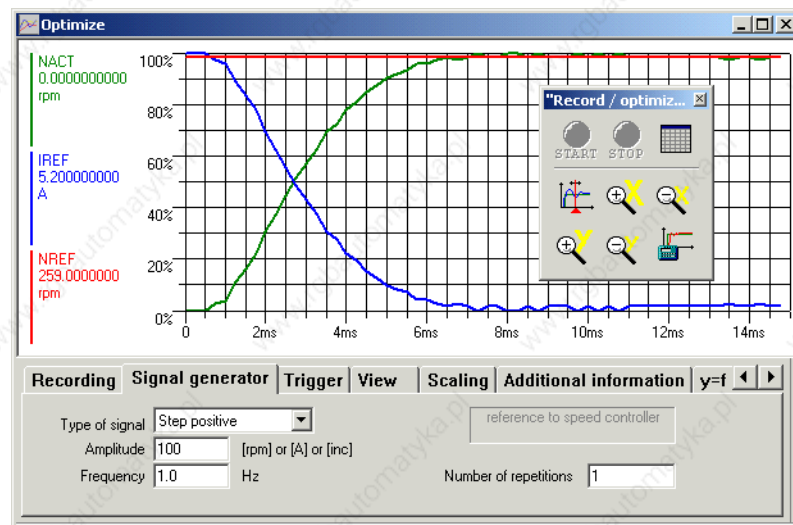 Optimize
NACT
0.0000000000
rpm
IREF
5.200000000
A
NREF
259.0000000
rpm
100%
80%
60%
40%
20%
0%
0 2ms 4ms 6ms 8ms 10ms 12ms 14ms
"Record / optimiz...
START STOP
Recording Signal generator Trigger View Scaling Additional information y=f
Type of signal Step positive
reference to speed controller
Amplitude 100 [rpm] or [A] or [inc]
Frequency 1.0 Hz
Number of repetitions 1
www.rgbautomatyka.pl